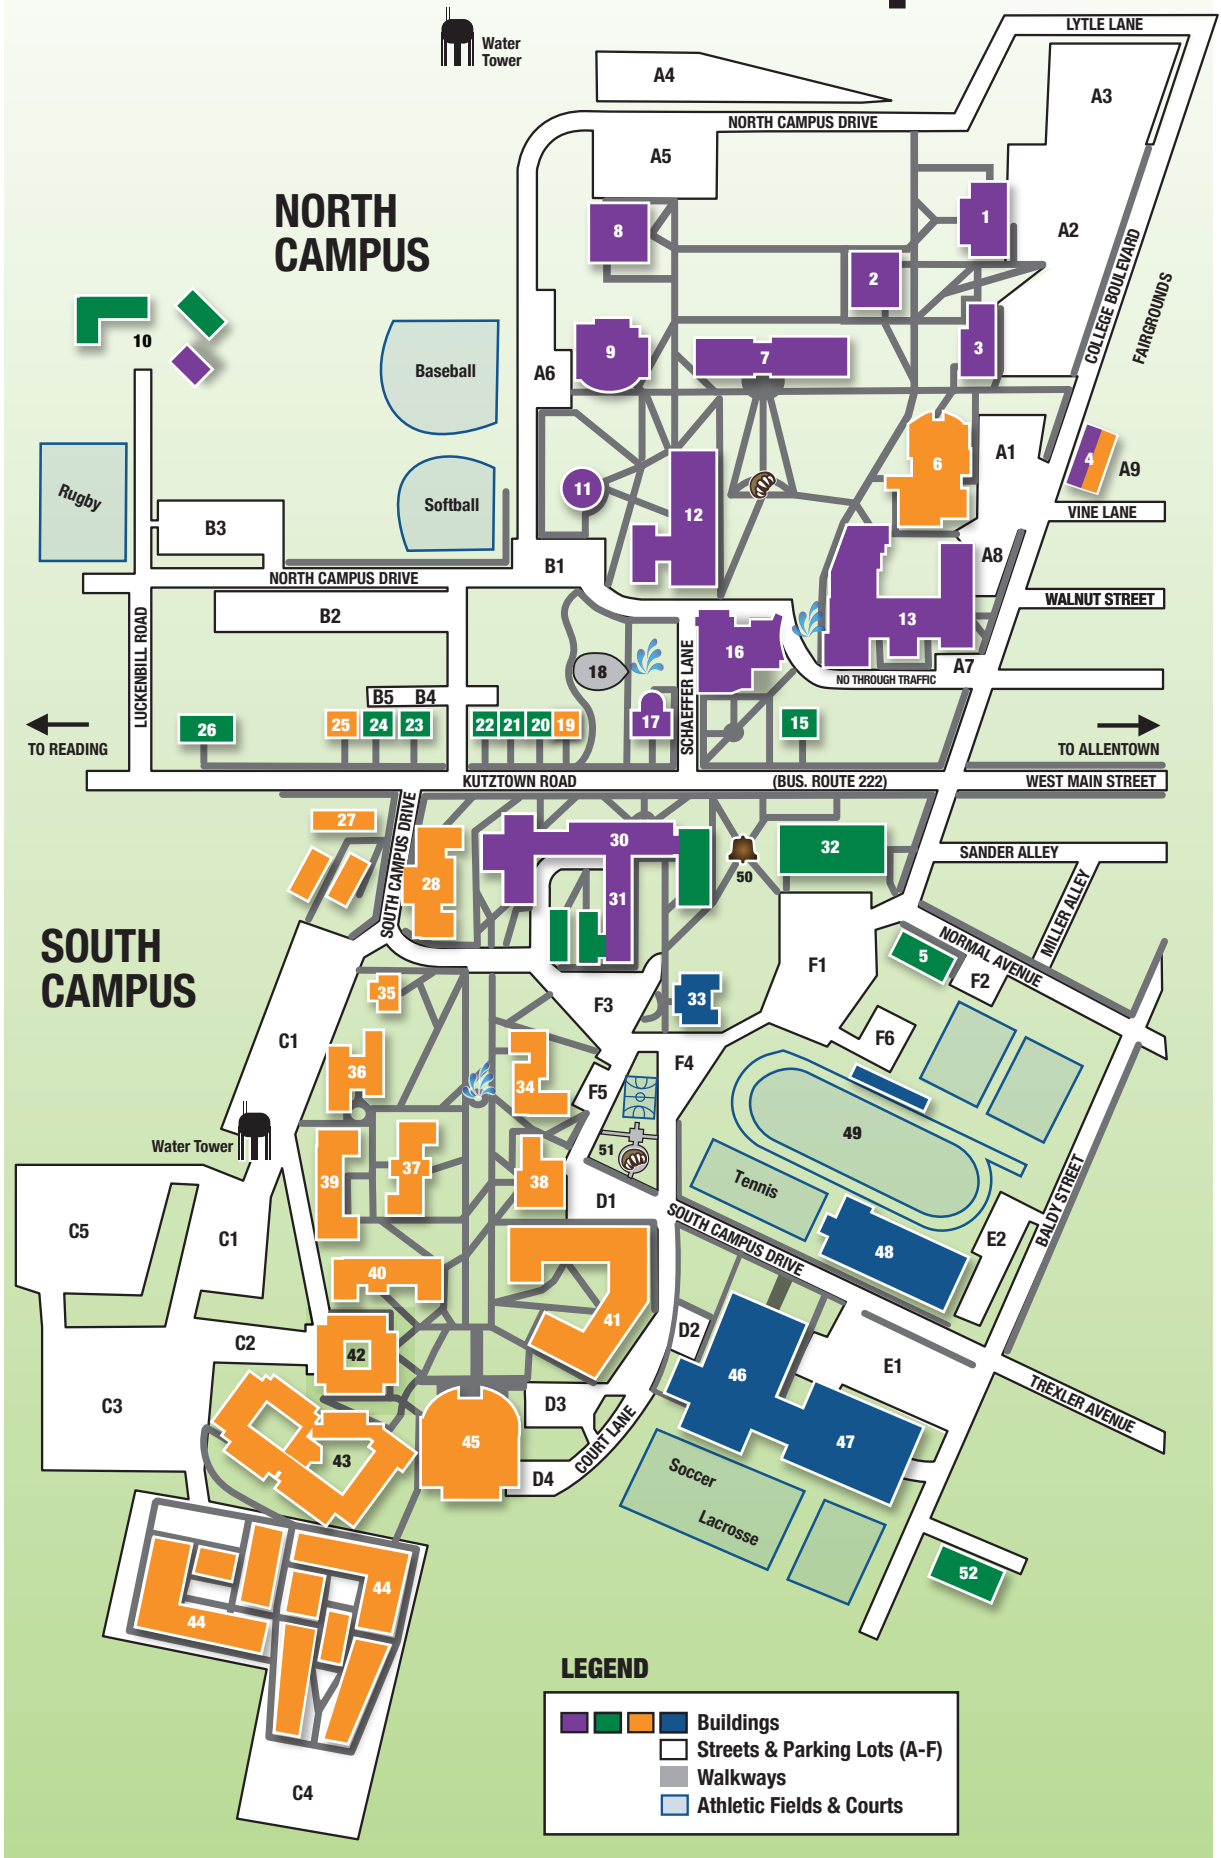 Water
Tower
LYTLE LANE
A4
A3
NORTH CAMPUS DRIVE
A5
NORTH
CAMPUS
8
1
A2
2
COLLEGE BOULEVARD
FAIRGROUNDS
10
9
7
3
Baseball
A6
A1
6
4
A9
Rugby
Softball
11
12
VINE LANE
B3
B1
A8
NORTH CAMPUS DRIVE
WALNUT STREET
B2
13
LUCKENBILL ROAD
18
SCHAEFFER LANE
16
A7
NO THROUGH TRAFFIC
B5
B4
26
25
24
23
22
21
20
19
17
15
TO READING
TO ALLENTOWN
KUTZTOWN ROAD
(BUS. ROUTE 222)
WEST MAIN STREET
27
SOUTH CAMPUS DRIVE
30
32
SANDER ALLEY
50
28
31
MILLER ALLEY
SOUTH
CAMPUS
NORMAL AVENUE
5
F1
F2
35
33
F3
C1
F6
36
34
F5
F4
49
Water Tower
51
39
37
38
Tennis
BALDY STREET
D1
SOUTH CAMPUS DRIVE
C5
C1
48
E2
40
41
C2
42
D2
46
E1
C3
D3
TREXLER AVENUE
COURT LANE
45
47
43
D4
Soccer
Lacrosse
52
44
44
LEGEND
Buildings
Streets & Parking Lots (A-F)
Walkways
Athletic Fields & Courts
C4